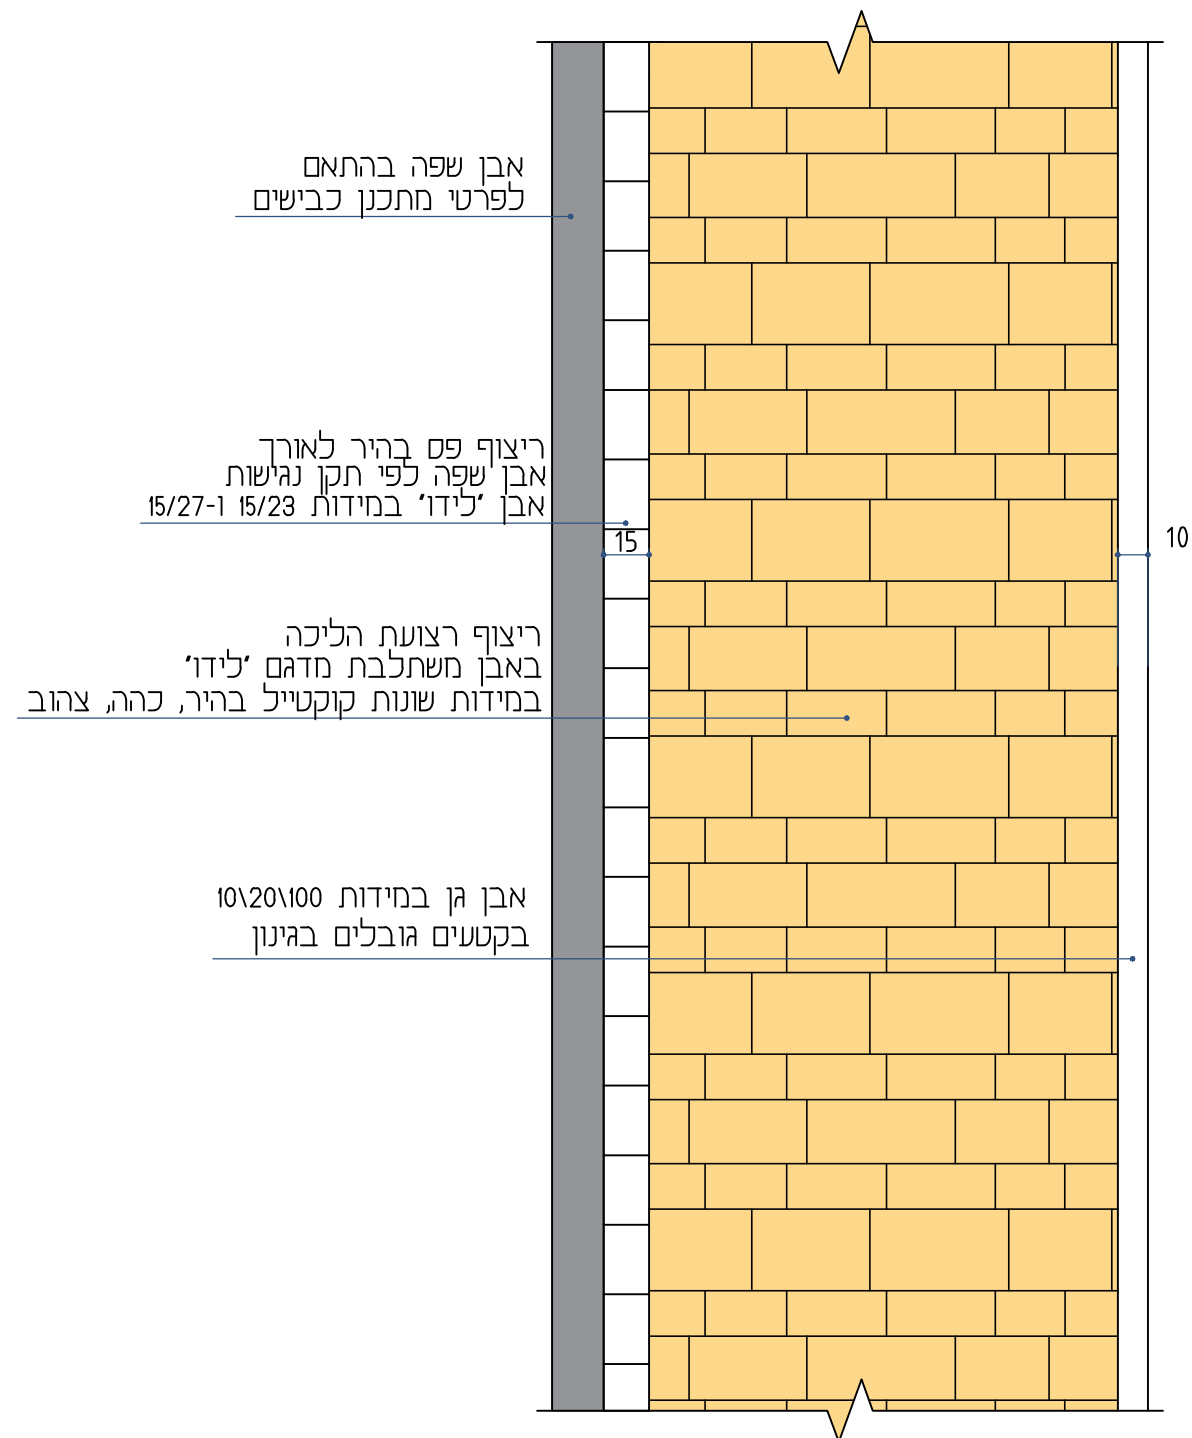 אבן שפה בהתאם
לפרטי מתכנן כבישים
ריצוף פס בהיר לאורך
אבן שפה לפי תקן נגישות
אבן 'לידו' במידות 15/23 ו-15/27
15
10
ריצוף רצועת הליכה
באבן משתלבת מדגם 'לידו'
במידות שונות קוקטייל בהיר, כהה, צהוב
אבן גן במידות 10\20\100
בקטעים גובלים בגינון